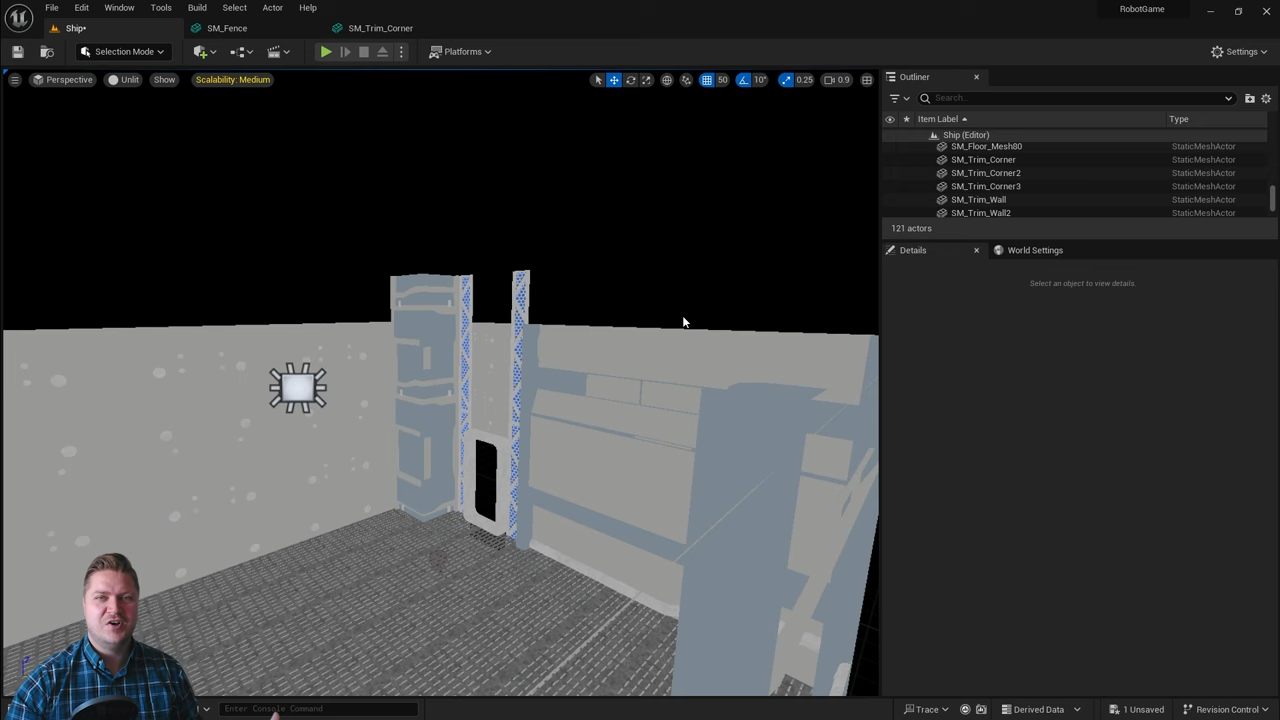 File Edit Window Tools Build Select Actor Help
RobotGame
Ship*
SM_Fence
SM_Trim_Corner
Selection Mode
Platforms
Settings
Perspective
Unlit
Show
Scalability: Medium
50
10°
0.25
0.9
Outliner
Search...
Item Label
Type
Ship (Editor)
SM_Floor_Mesh80 StaticMeshActor
SM_Trim_Corner StaticMeshActor
SM_Trim_Corner2 StaticMeshActor
SM_Trim_Corner3 StaticMeshActor
SM_Trim_Wall StaticMeshActor
SM_Trim_Wall2 StaticMeshActor
121 actors
Details
World Settings
Select an object to view details.
Enter Console Command
Trace
Derived Data
1 Unsaved
Revision Control